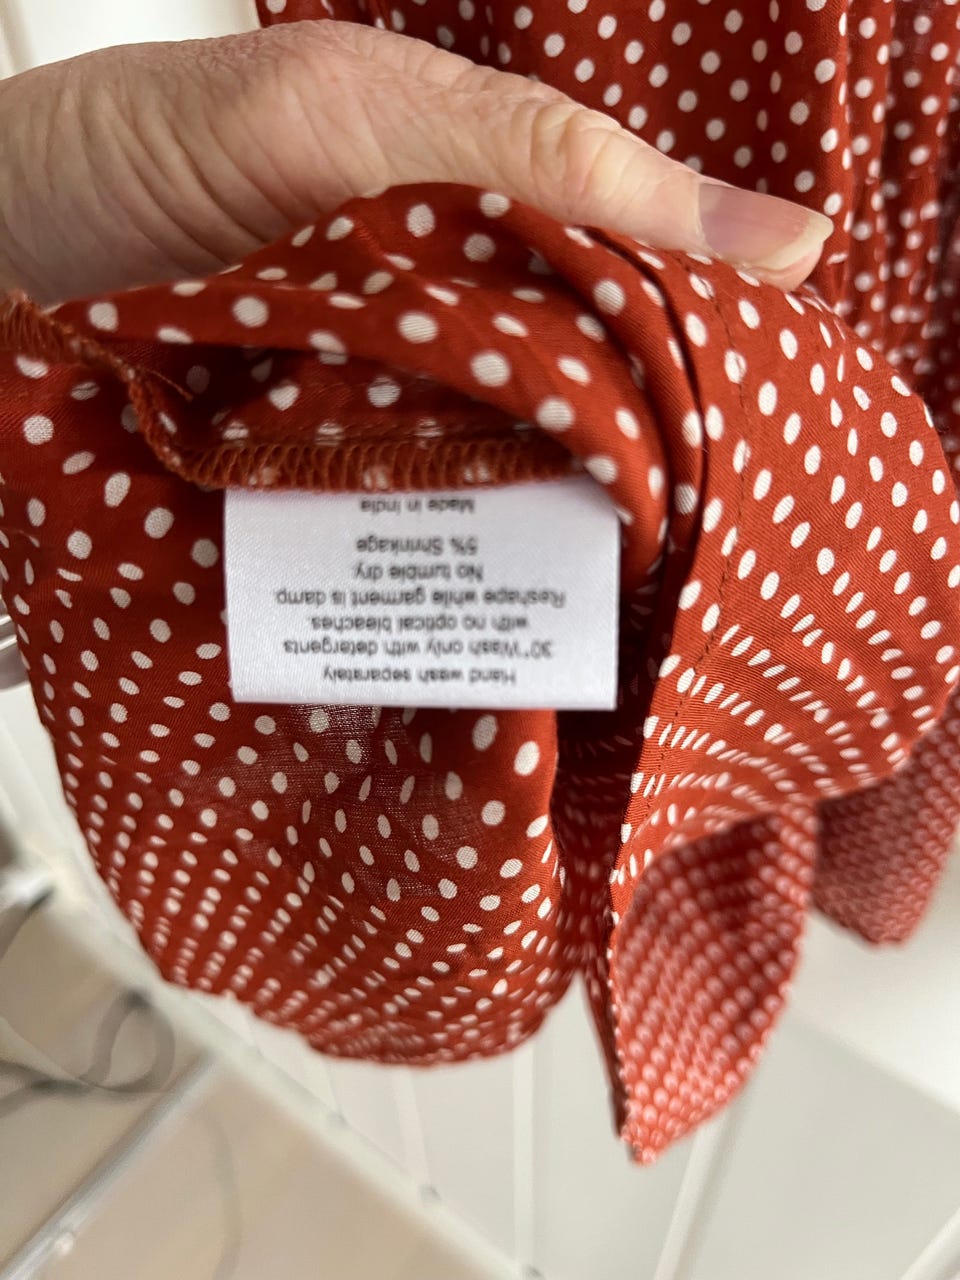 Hand wash separately
30°Wash only with detergents
with no optical bleaches.
Reshape while garment is damp.
No tumble dry.
5% Shrinkage
Made in India